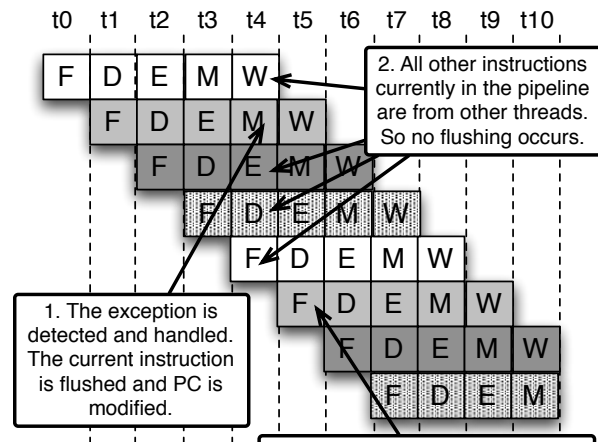 t0 t1 t2 t3 t4 t5 t6 t7 t8 t9 t10
F D E M W
2. All other instructions
currently in the pipeline
are from other threads.
So no flushing occurs.
F D E M W
F D E M W
F D E M W
F D E M W
F D E M W
F D E M W
F D E M
1. The exception is
detected and handled.
The current instruction
is flushed and PC is
modified.